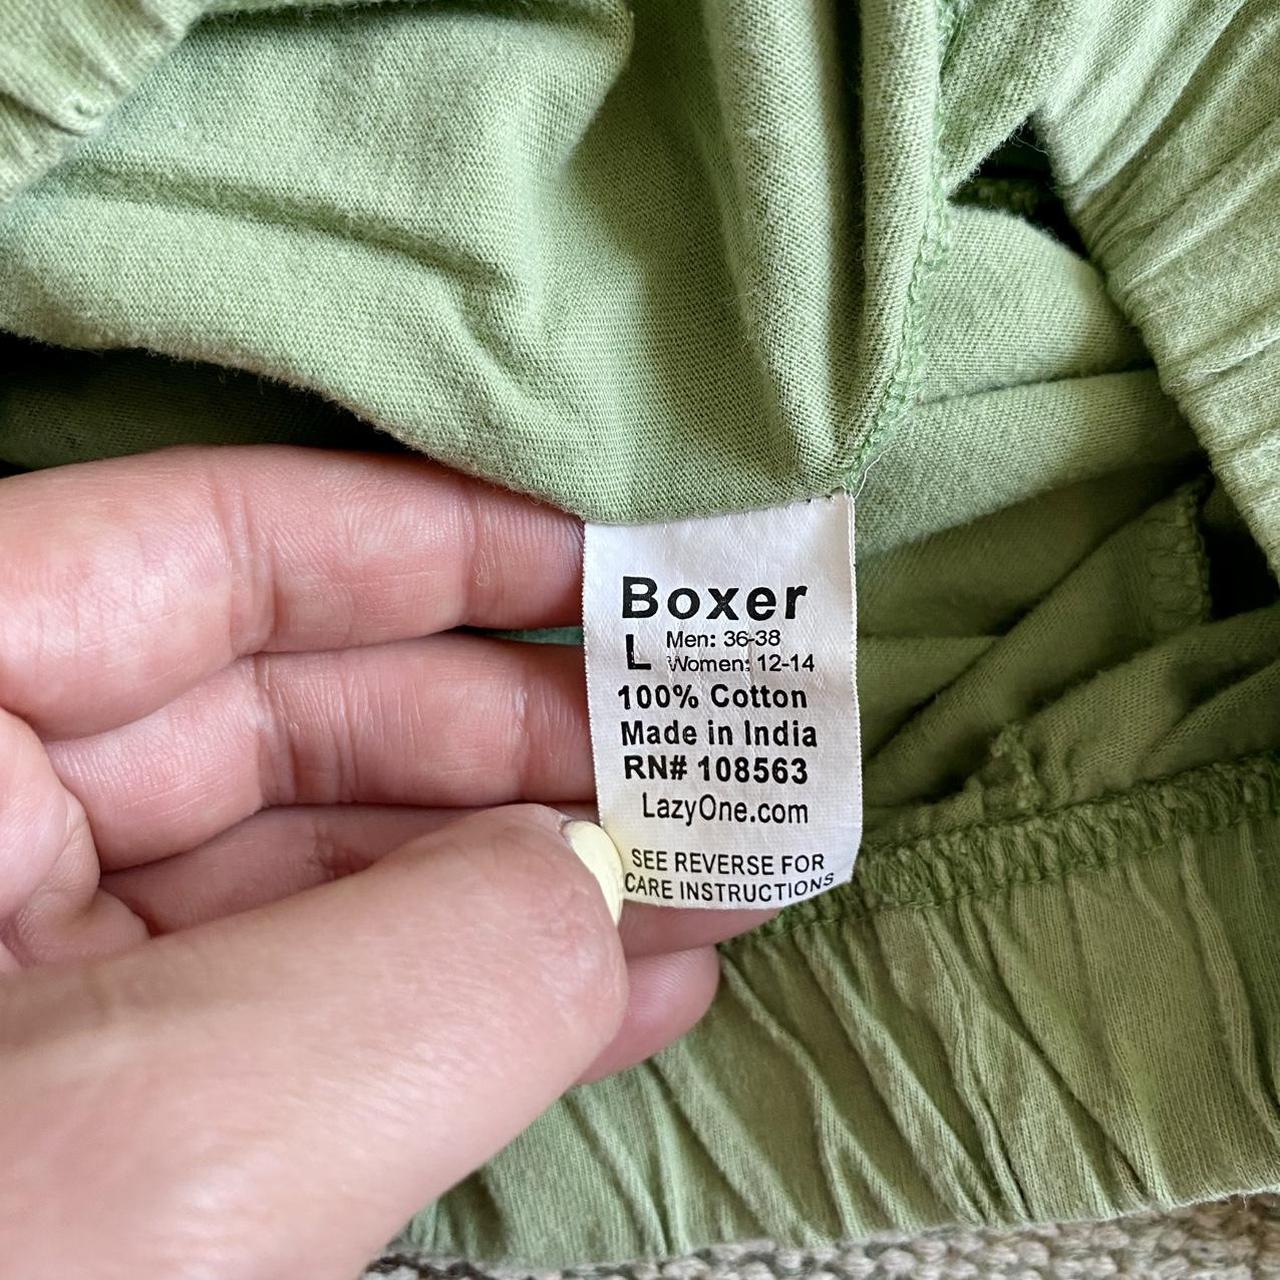 Boxer
L Men: 36-38
Women: 12-14
100% Cotton
Made in India
RN# 108563
LazyOne.com
SEE REVERSE FOR
CARE INSTRUCTIONS